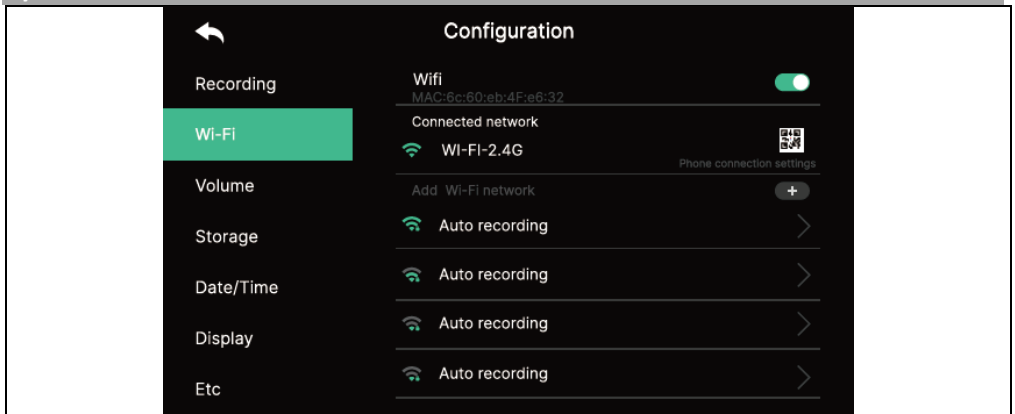 Configuration
Recording
Wi-Fi
Volume
Storage
Date/Time
Display
Etc
Wifi
MAC:6c:60:eb:4F:e6:32
Connected network
WI-FI-2.4G
Phone connection settings
Add Wi-Fi network
+
Auto recording
Auto recording
Auto recording
Auto recording